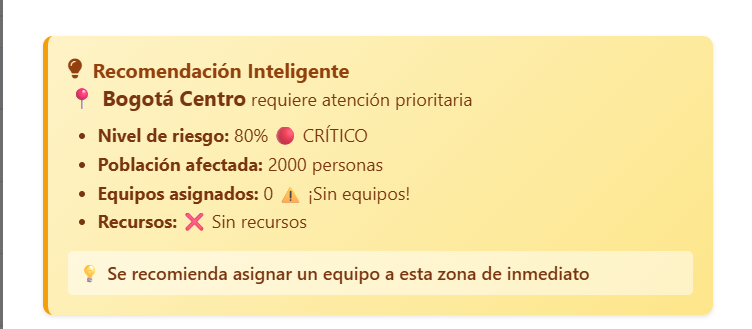 Recomendación Inteligente
📍 Bogotá Centro requiere atención prioritaria
• Nivel de riesgo: 80% 🔴 CRÍTICO
• Población afectada: 2000 personas
• Equipos asignados: 0 ⚠️ ¡Sin equipos!
• Recursos: ❌ Sin recursos
💡 Se recomienda asignar un equipo a esta zona de inmediato